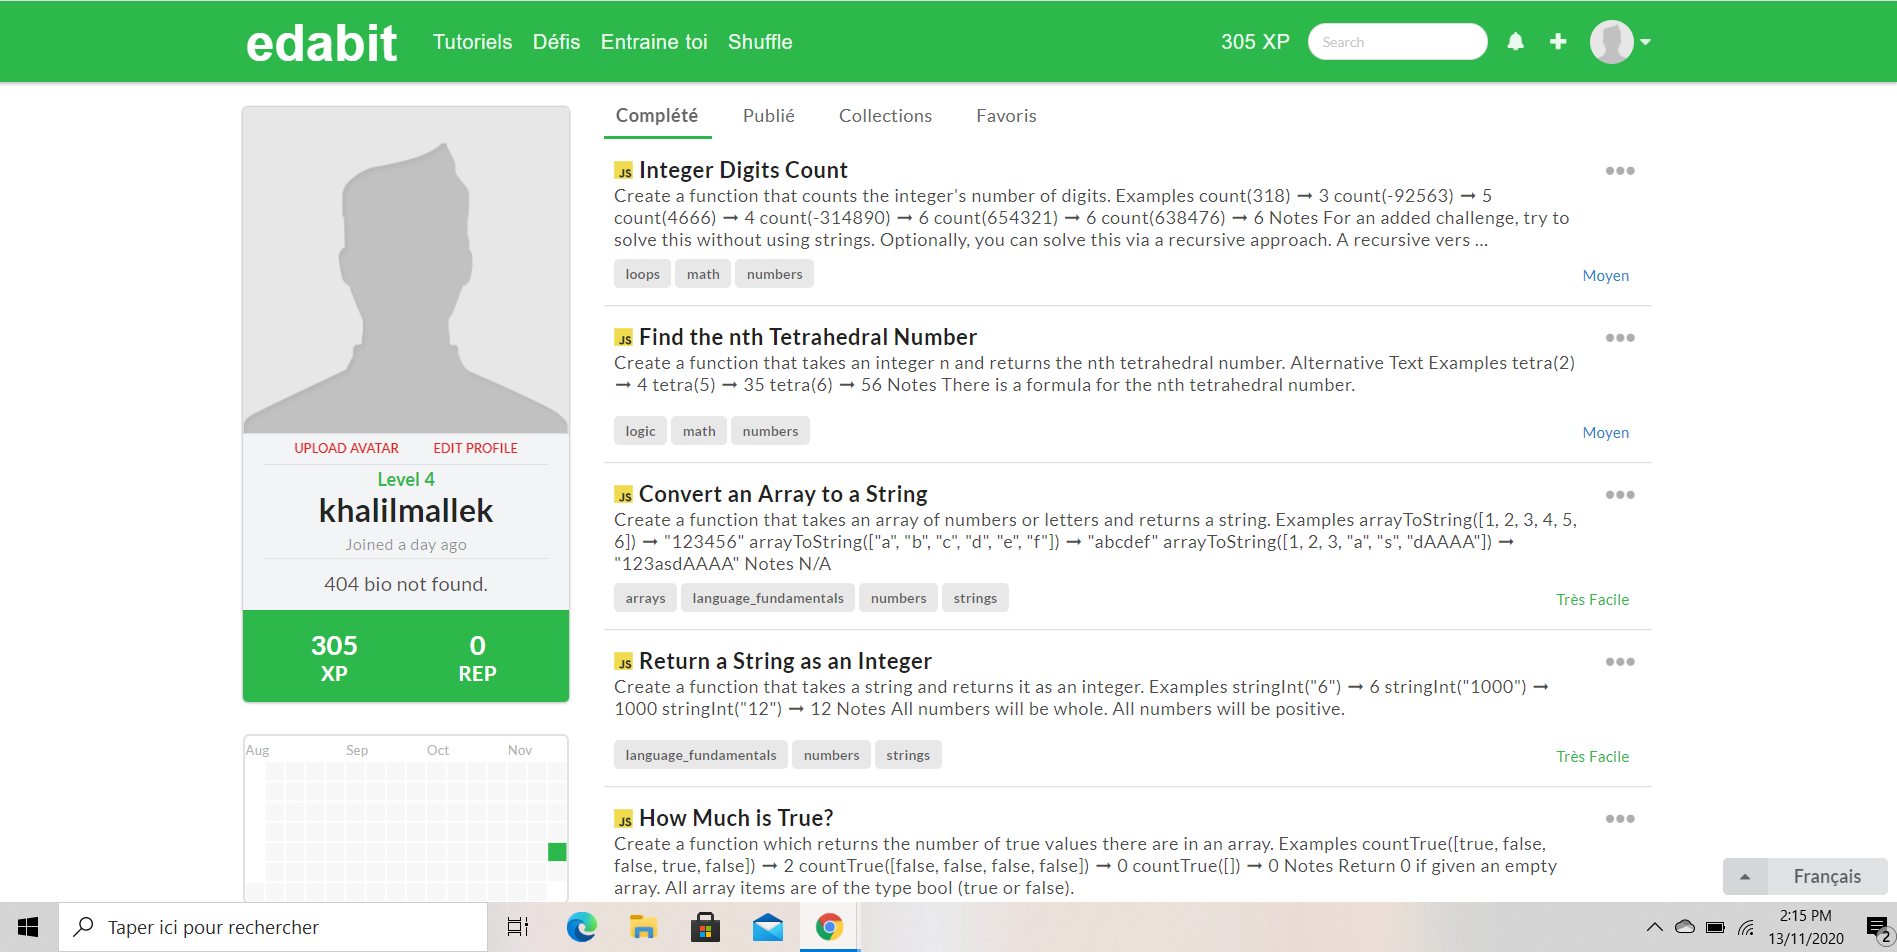 edabit Tutoriels Défis Entraine toi Shuffle 305 XP Search
UPLOAD AVATAR EDIT PROFILE
Level 4
khalilmallek
Joined a day ago
404 bio not found.
305 0
XP REP
Aug Sep Oct Nov
Complété Publié Collections Favoris
JS Integer Digits Count
Create a function that counts the integer's number of digits. Examples count(318) ➞ 3 count(-92563) ➞ 5
count(4666) ➞ 4 count(-314890) ➞ 6 count(654321) ➞ 6 count(638476) ➞ 6 Notes For an added challenge, try to
solve this without using strings. Optionally, you can solve this via a recursive approach. A recursive vers ...
loops math numbers
Moyen
JS Find the nth Tetrahedral Number
Create a function that takes an integer n and returns the nth tetrahedral number. Alternative Text Examples tetra(2)
➞ 4 tetra(5) ➞ 35 tetra(6) ➞ 56 Notes There is a formula for the nth tetrahedral number.
logic math numbers
Moyen
JS Convert an Array to a String
Create a function that takes an array of numbers or letters and returns a string. Examples arrayToString([1, 2, 3, 4, 5,
6]) ➞ "123456" arrayToString(["a", "b", "c", "d", "e", "f"]) ➞ "abcdef" arrayToString([1, 2, 3, "a", "s", "dAAAA"]) ➞
"123asdAAAA" Notes N/A
arrays language_fundamentals numbers strings
Très Facile
JS Return a String as an Integer
Create a function that takes a string and returns it as an integer. Examples stringInt("6") ➞ 6 stringInt("1000") ➞
1000 stringInt("12") ➞ 12 Notes All numbers will be whole. All numbers will be positive.
language_fundamentals numbers strings
Très Facile
JS How Much is True?
Create a function which returns the number of true values there are in an array. Examples countTrue([true, false,
false, true, false]) ➞ 2 countTrue([false, false, false, false]) ➞ 0 countTrue([]) ➞ 0 Notes Return 0 if given an empty
array. All array items are of the type bool (true or false).
Français
Taper ici pour rechercher
2:15 PM
13/11/2020
2